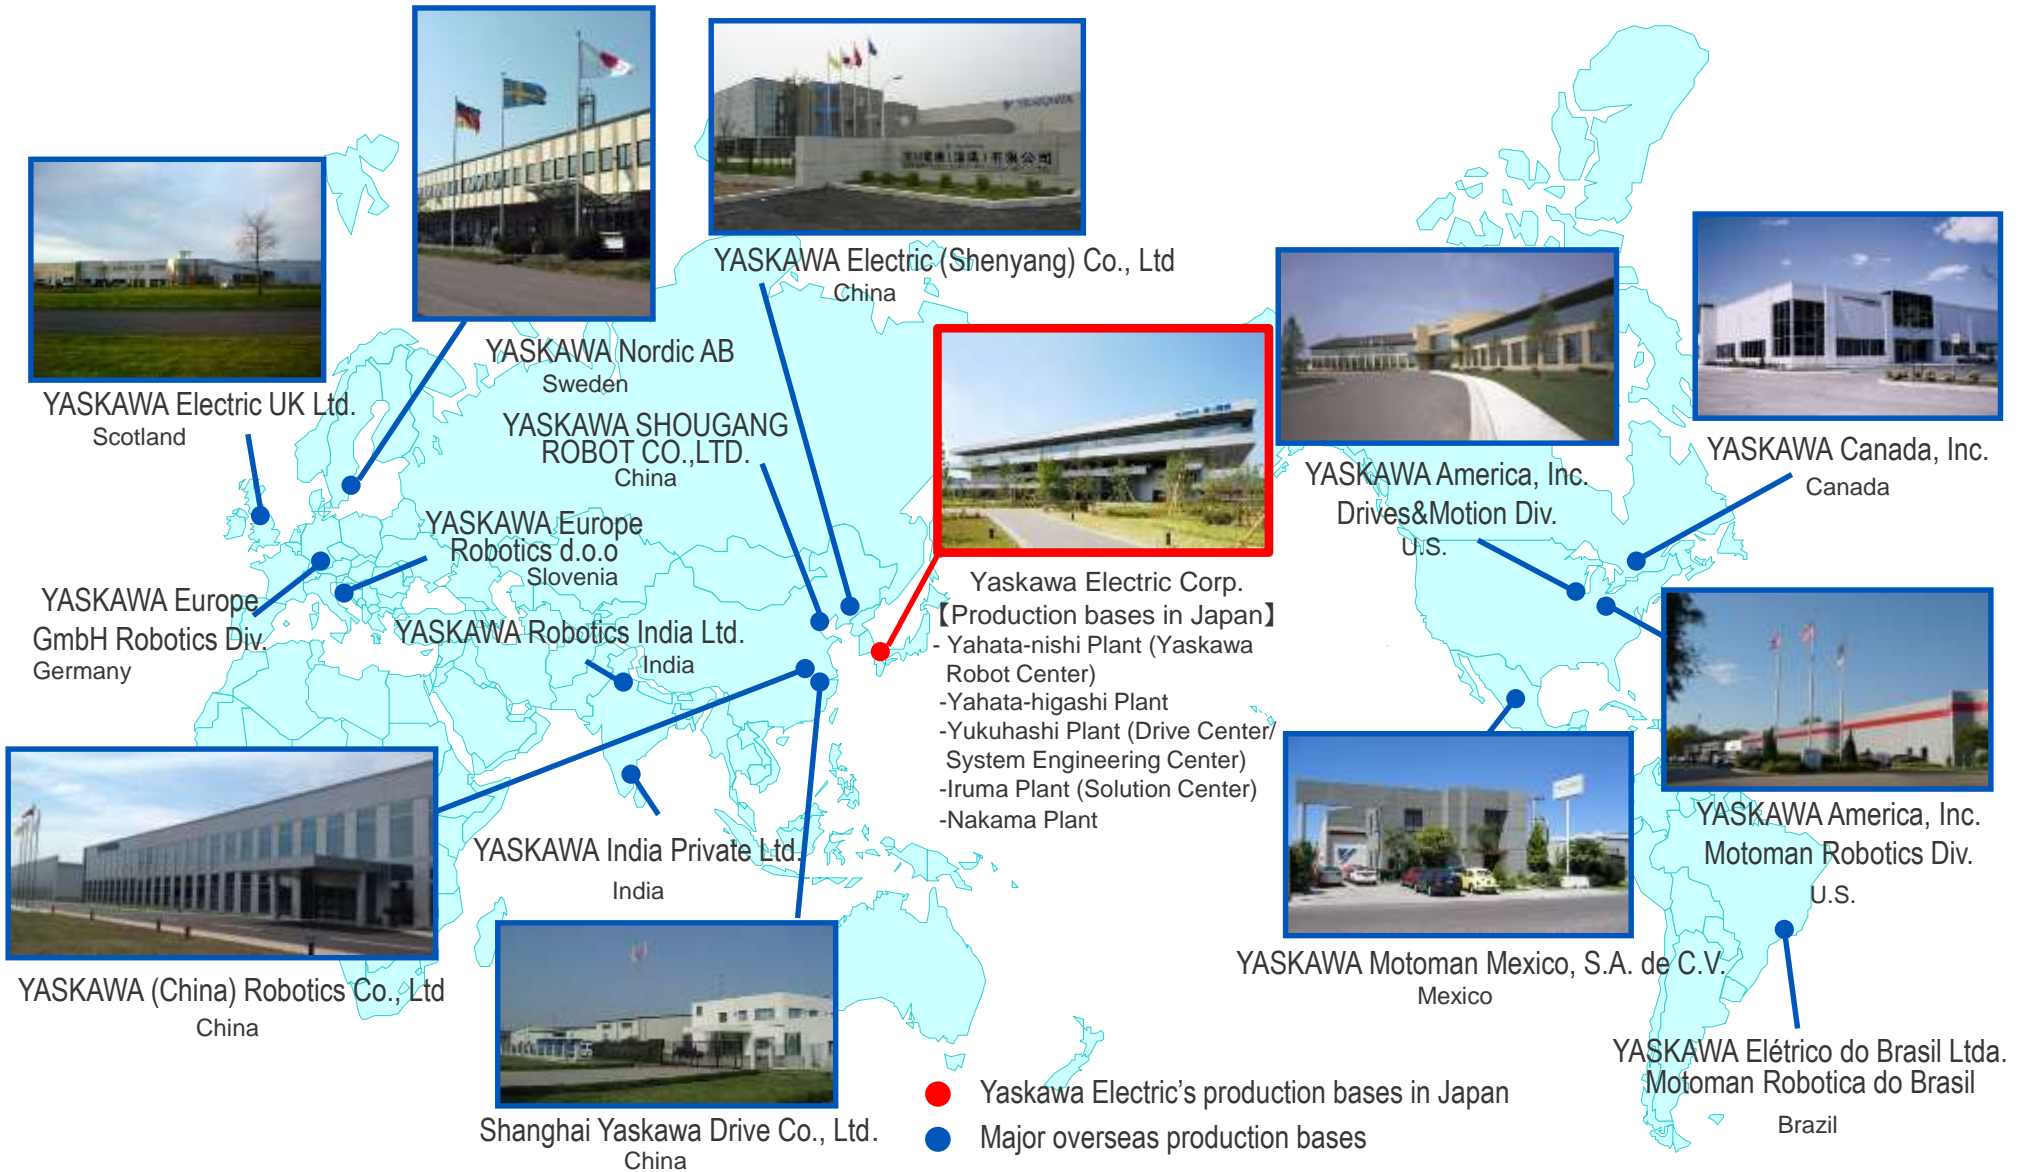 YASKAWA Electric UK Ltd.
Scotland
YASKAWA Nordic AB
Sweden
YASKAWA
YASKAWA Electric (Shenyang) Co., Ltd
China
YASKAWA SHOUGANG
ROBOT CO.,LTD.
China
YASKAWA Europe
Robotics d.o.o
Slovenia
YASKAWA Europe
GmbH Robotics Div.
Germany
YASKAWA Robotics India Ltd.
India
YASKAWA India Private Ltd.
India
YASKAWA (China) Robotics Co., Ltd
China
Shanghai Yaskawa Drive Co., Ltd.
China
Yaskawa Electric Corp.
【Production bases in Japan】
- Yahata-nishi Plant (Yaskawa
Robot Center)
-Yahata-higashi Plant
-Yukuhashi Plant (Drive Center/
System Engineering Center)
-Iruma Plant (Solution Center)
-Nakama Plant
YASKAWA America, Inc.
Drives&Motion Div.
U.S.
YASKAWA Canada, Inc.
Canada
YASKAWA America, Inc.
Motoman Robotics Div.
U.S.
YASKAWA Motoman Mexico, S.A. de C.V.
Mexico
YASKAWA Elétrico do Brasil Ltda.
Motoman Robotica do Brasil
Brazil
Yaskawa Electric’s production bases in Japan
Major overseas production bases